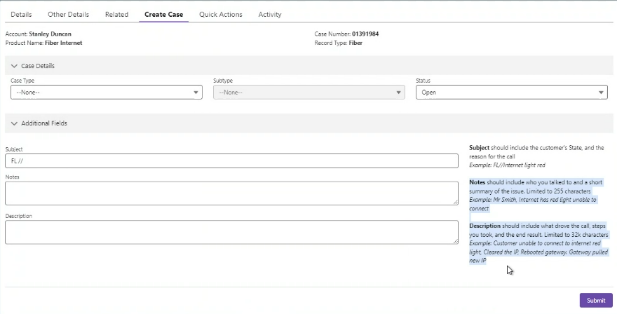 Details Other Details Related Create Case Quick Actions Activity
Account: Stanley Duncan Case Number: 01391984
Product Name: Fiber Internet Record Type: Fiber
Case Details
Case Type Subtype Status
--None-- --None-- Open
Additional Fields
Subject
FL//
Notes
Description
Subject should include the customer's State, and the
reason for the call
Example: FL//Internet light red
Notes should include who you talked to and a short
summary of the issue. Limited to 255 characters
Example: Mr Smith, Internet has red light unable to
connect
Description should include what drove the call, steps
you took, and the end result. Limited to 32k characters
Example: Customer unable to connect to internet red
light. Cleared the IP, Rebooted gateway. Gateway pulled
new IP
Submit